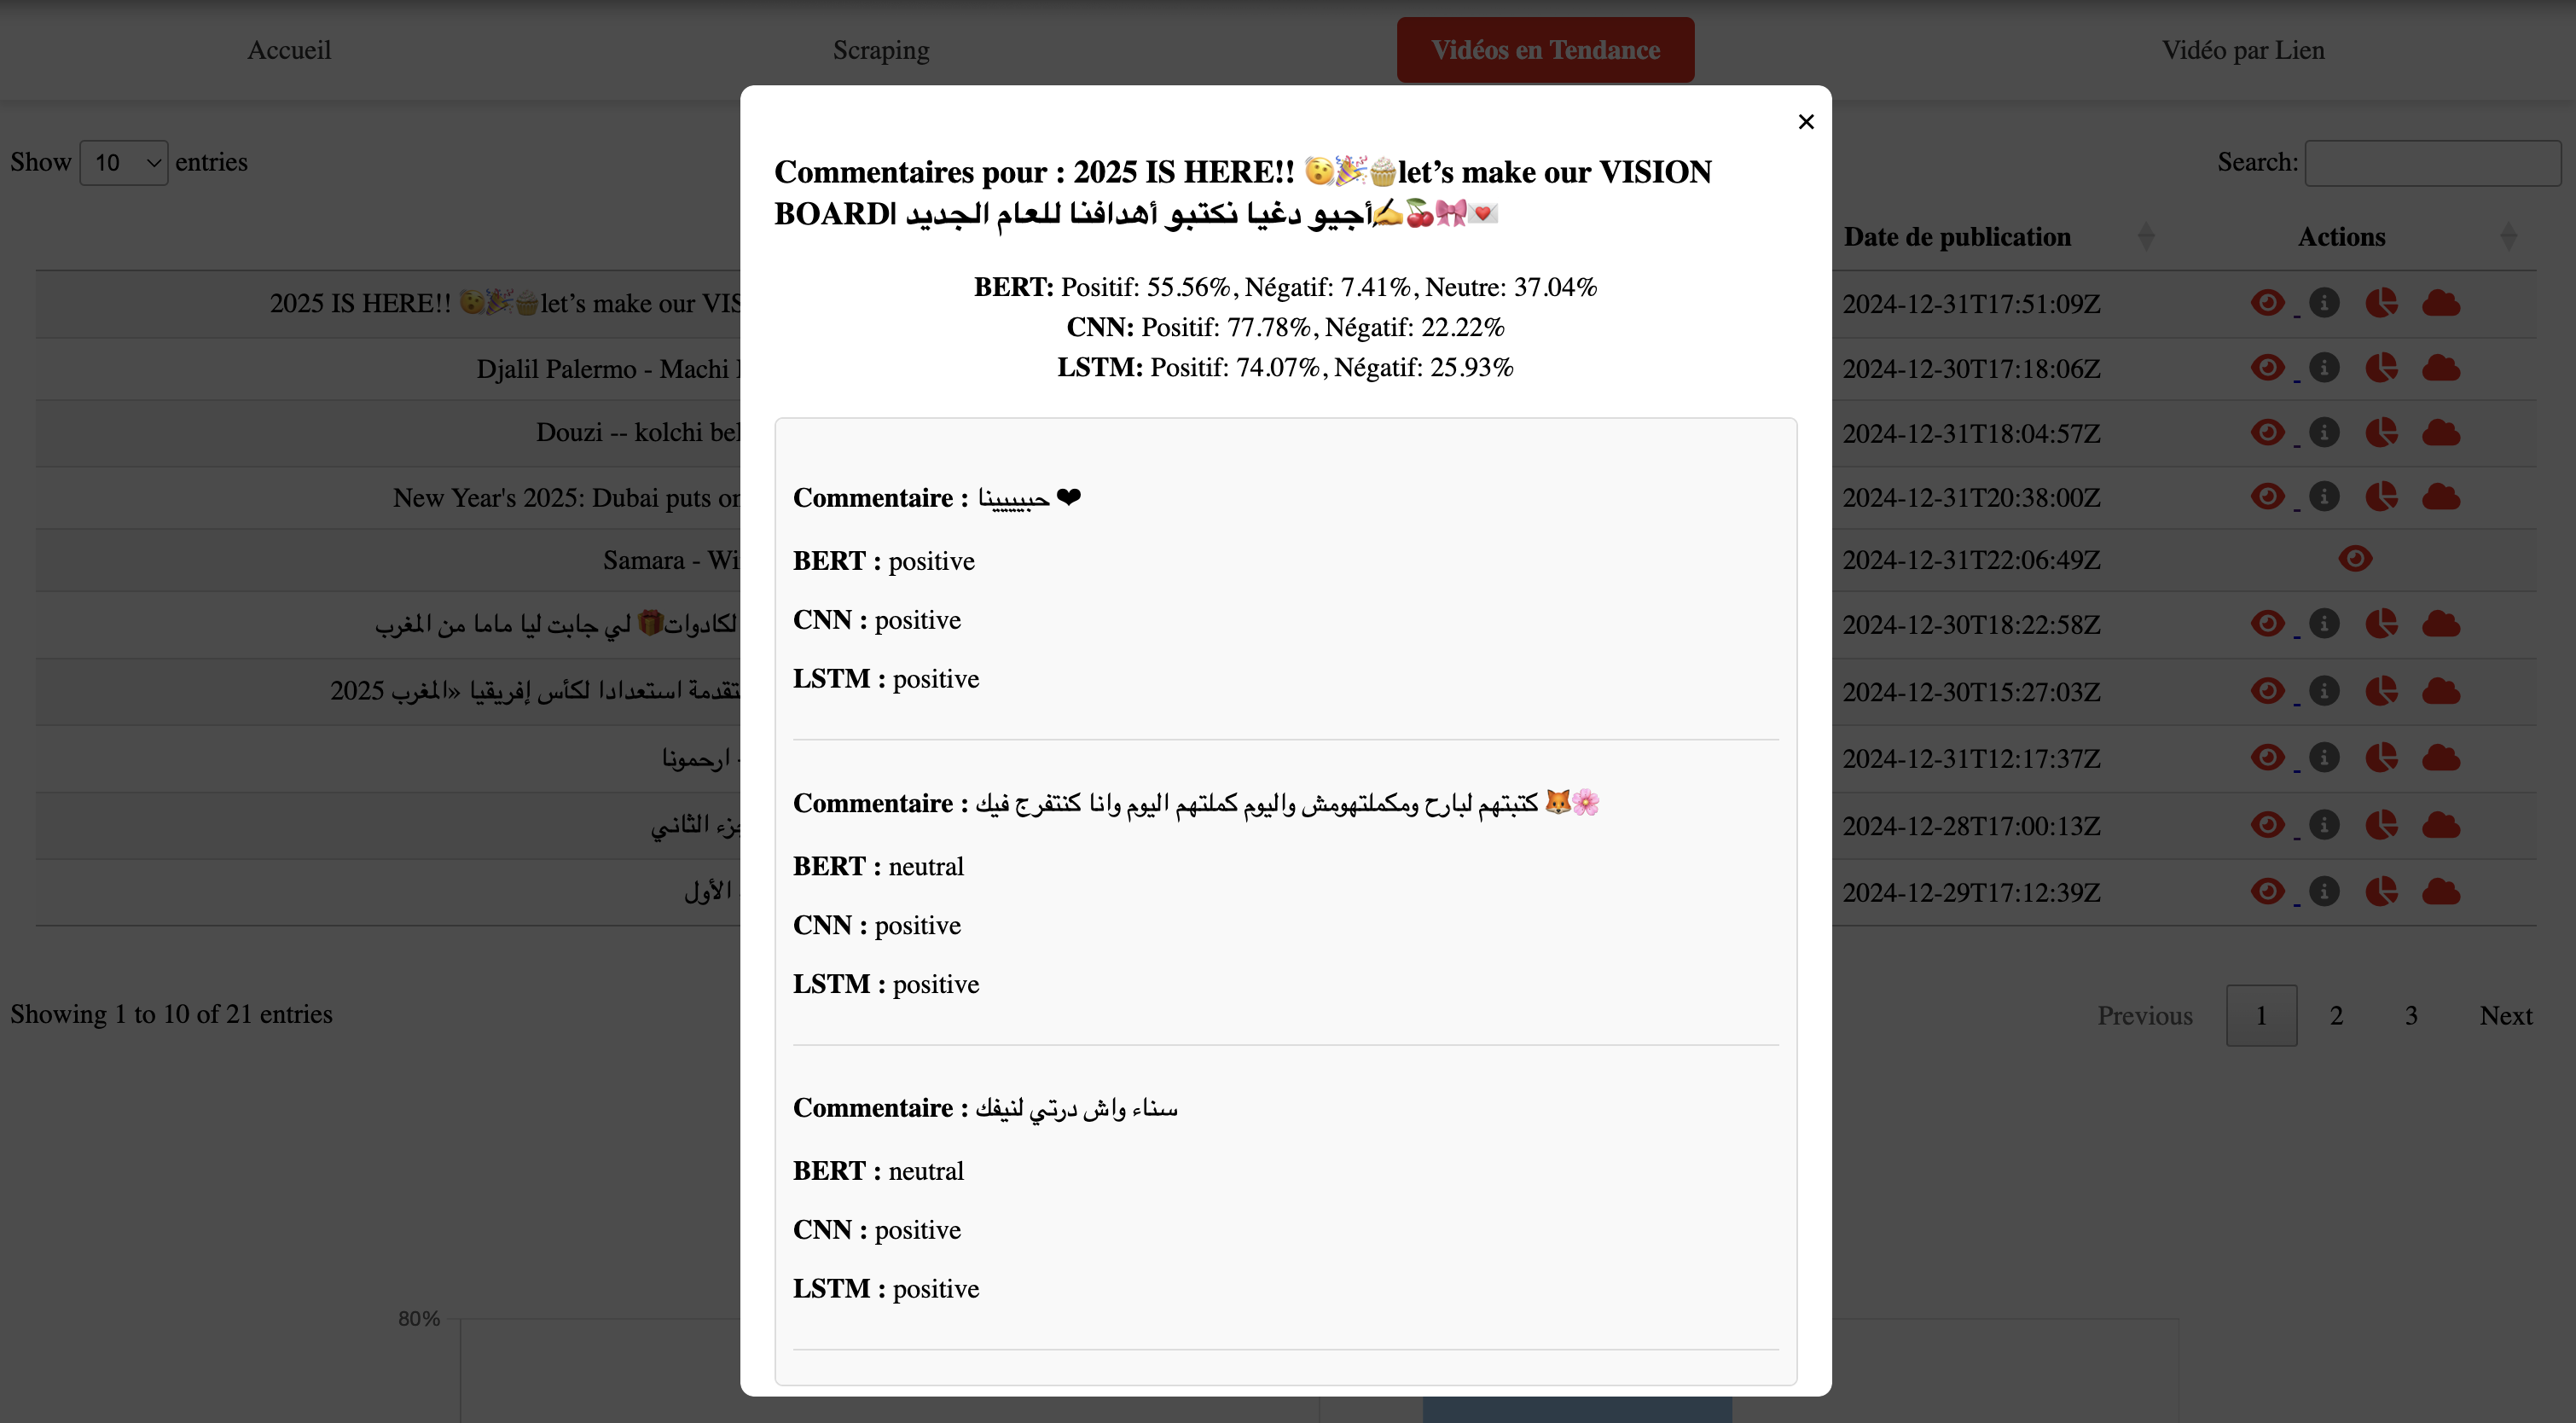 Accueil
Scraping
Vidéos en Tendance
Vidéo par Lien
Show 10 entries
Search:
Date de publication
Actions
2025 IS HERE!! 😗🎉🧁let's make our VIS
2024-12-31T17:51:09Z
Djalil Palermo - Machi
2024-12-30T17:18:06Z
Douzi -- kolchi be
2024-12-31T18:04:57Z
New Year's 2025: Dubai puts on
2024-12-31T20:38:00Z
Samara - Wi
2024-12-31T22:06:49Z
لكادوات🎁 لي جابت ليا ماما من المغرب
2024-12-30T18:22:58Z
تقدمة استعدادا لكأس إفريقيا «المغرب 2025
2024-12-30T15:27:03Z
- ارحمونا
2024-12-31T12:17:37Z
جزء الثاني
2024-12-28T17:00:13Z
الأول
2024-12-29T17:12:39Z
Showing 1 to 10 of 21 entries
Previous 1 2 3 Next
80%
×
Commentaires pour : 2025 IS HERE!! 😗🎉🧁let’s make our VISION
BOARD| أجيو دغيا نكتبو أهدافنا للعام الجديد✍️🍒🎀💌
BERT: Positif: 55.56%, Négatif: 7.41%, Neutre: 37.04%
CNN: Positif: 77.78%, Négatif: 22.22%
LSTM: Positif: 74.07%, Négatif: 25.93%
Commentaire : حبيبييينا ❤
BERT : positive
CNN : positive
LSTM : positive
Commentaire : كتبتهم لبارح ومكملتهومش واليوم كملتهم اليوم وانا كنتفرج فيك 🦊🌸
BERT : neutral
CNN : positive
LSTM : positive
Commentaire : سناء واش درتي لنيفك
BERT : neutral
CNN : positive
LSTM : positive